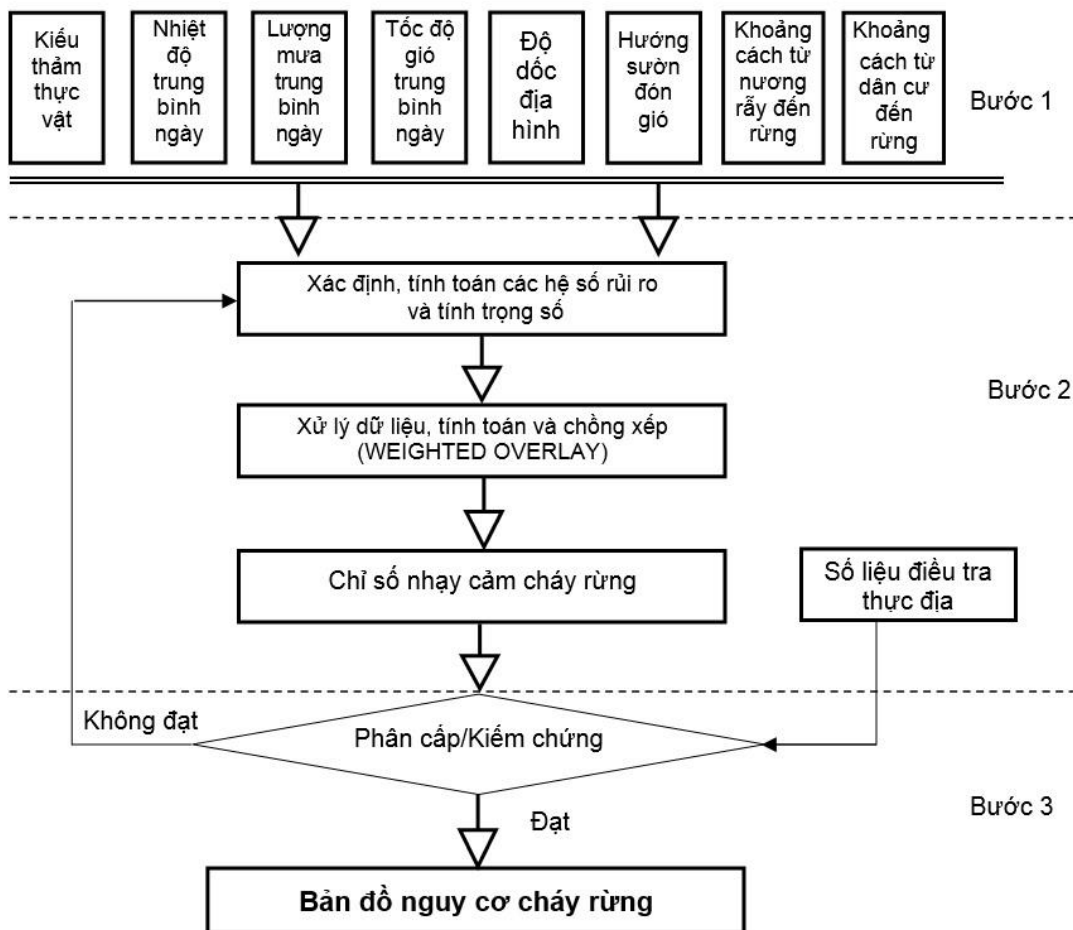 Kiểu
thảm
thực
vật
Nhiệt
độ
trung
bình
ngày
Lượng
mưa
trung
bình
ngày
Tốc độ
gió
trung
bình
ngày
Độ
dốc
địa
hình
Hướng
sườn
đón
gió
Khoảng
cách từ
nương
rẫy đến
rừng
Khoảng
cách từ
dân cư
đến
rừng
Bước 1
Xác định, tính toán các hệ số rủi ro
và tính trọng số
Bước 2
Xử lý dữ liệu, tính toán và chồng xếp
(WEIGHTED OVERLAY)
Chỉ số nhạy cảm cháy rừng
Số liệu điều tra
thực địa
Không đạt
Phân cấp/Kiểm chứng
Bước 3
Đạt
Bản đồ nguy cơ cháy rừng